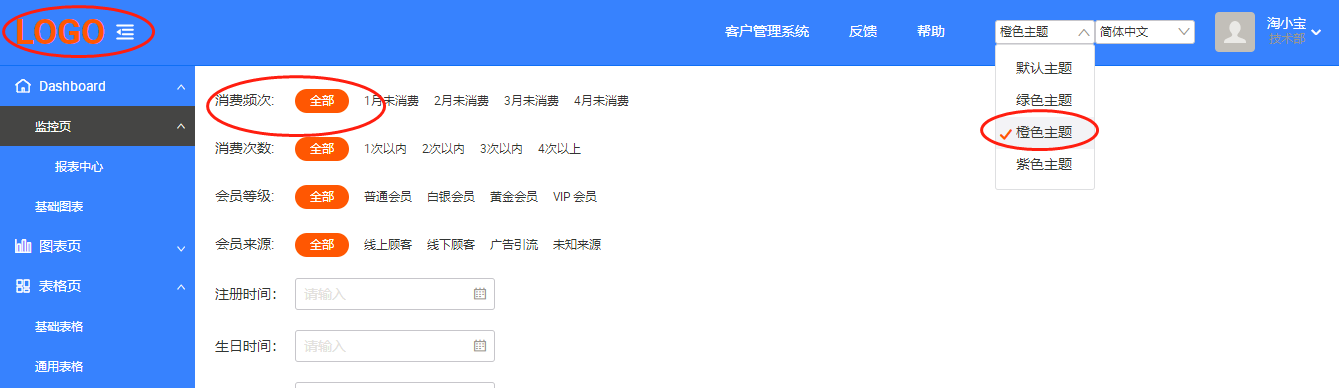 LOGO
客户管理系统 反馈 帮助 橙色主题 简体中文 淘小宝
技术部
默认主题
绿色主题
橙色主题
紫色主题
Dashboard
监控页
报表中心
基础图表
图表页
表格页
基础表格
通用表格
消费频次: 全部 1月未消费 2月未消费 3月未消费 4月未消费
消费次数: 全部 1次以内 2次以内 3次以内 4次以上
会员等级: 全部 普通会员 白银会员 黄金会员 VIP 会员
会员来源: 全部 线上顾客 线下顾客 广告引流 未知来源
注册时间: 请输入
生日时间: 请输入